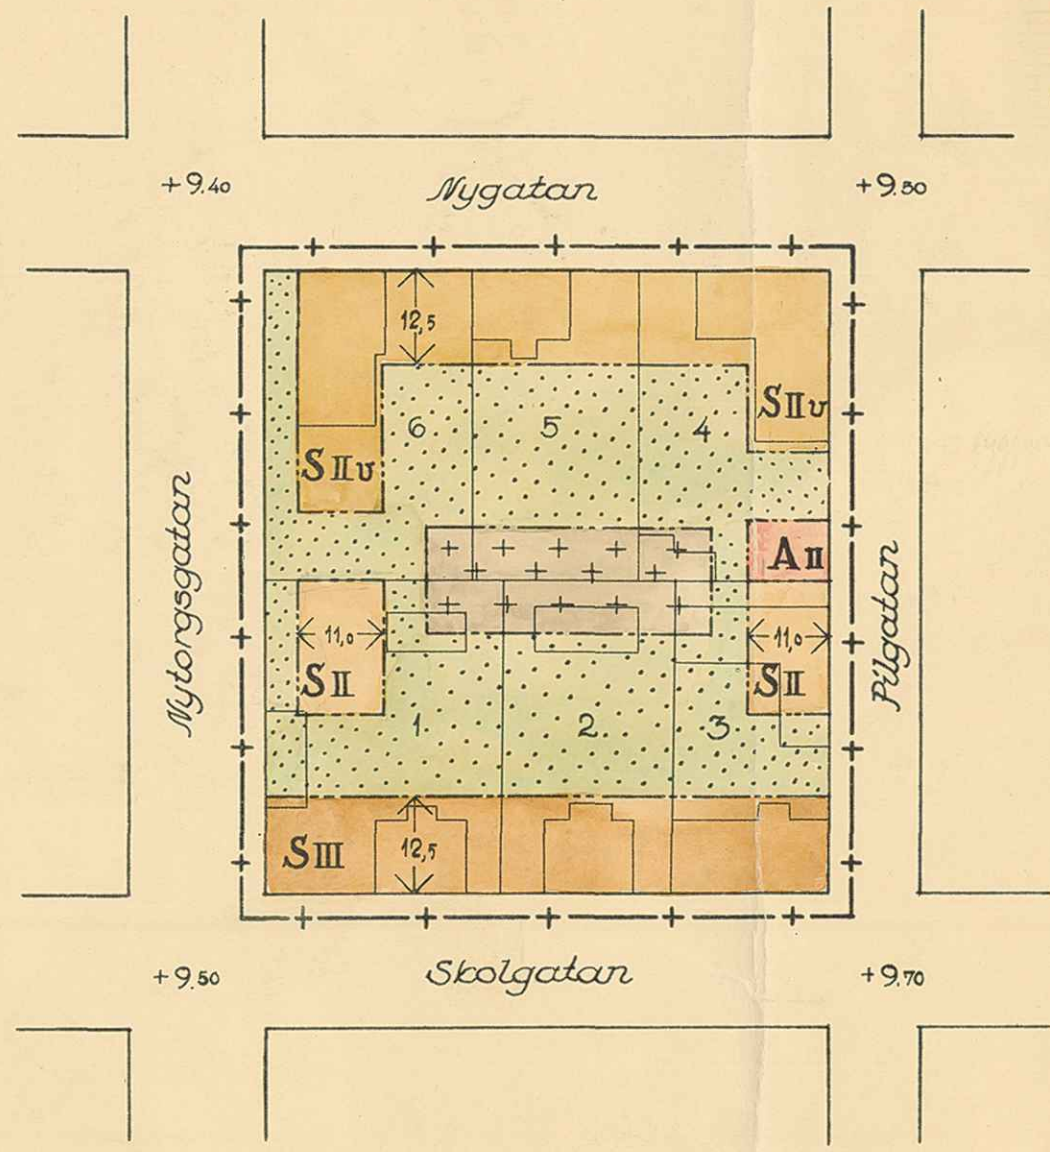 +9.40
Nygatan
+9.50
12,5
SIIv
6
5
4
SIIv
Nytorgsgatan
AII
Pilgatan
11,0
SII
11,0
SII
1
2
3
SIII
12,5
+9.50
Skolgatan
+9.70